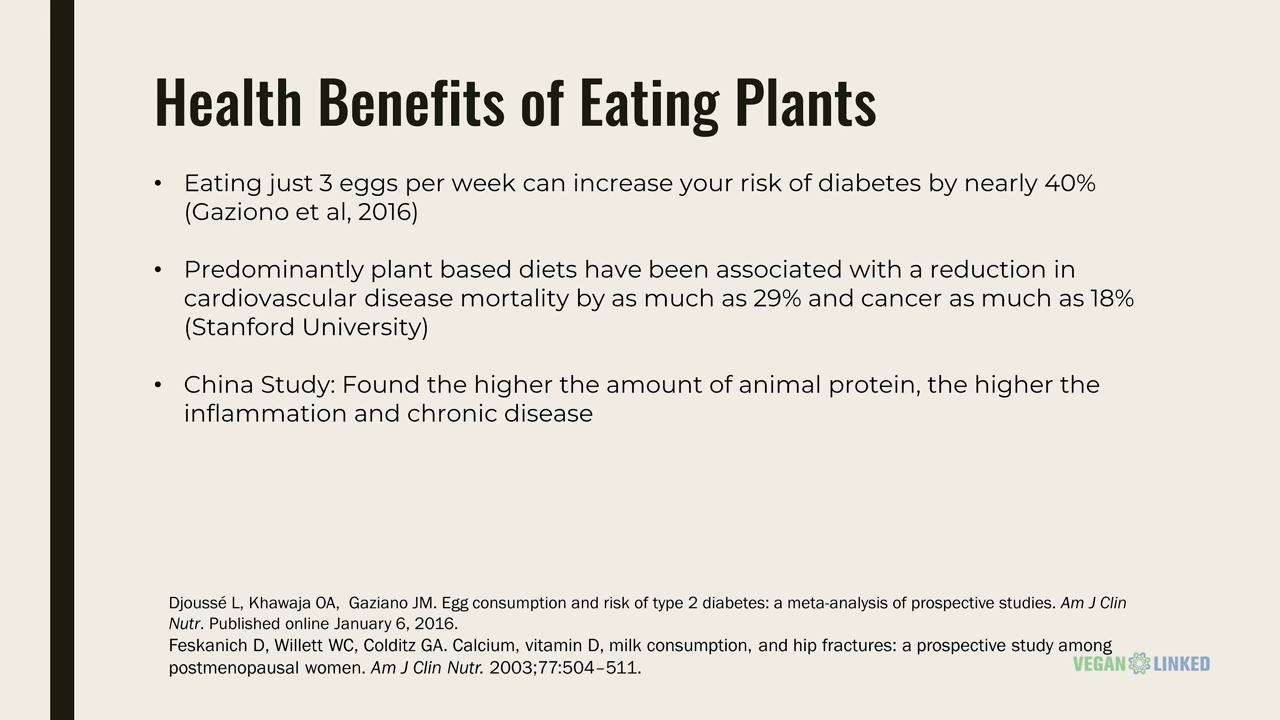 Health Benefits of Eating Plants
• Eating just 3 eggs per week can increase your risk of diabetes by nearly 40%
(Gaziono et al, 2016)
• Predominantly plant based diets have been associated with a reduction in
cardiovascular disease mortality by as much as 29% and cancer as much as 18%
(Stanford University)
• China Study: Found the higher the amount of animal protein, the higher the
inflammation and chronic disease
Djoussé L, Khawaja OA,  Gaziano JM. Egg consumption and risk of type 2 diabetes: a meta-analysis of prospective studies. Am J Clin
Nutr. Published online January 6, 2016.
Feskanich D, Willett WC, Colditz GA. Calcium, vitamin D, milk consumption, and hip fractures: a prospective study among
postmenopausal women. Am J Clin Nutr. 2003;77:504–511.
VEGAN LINKED